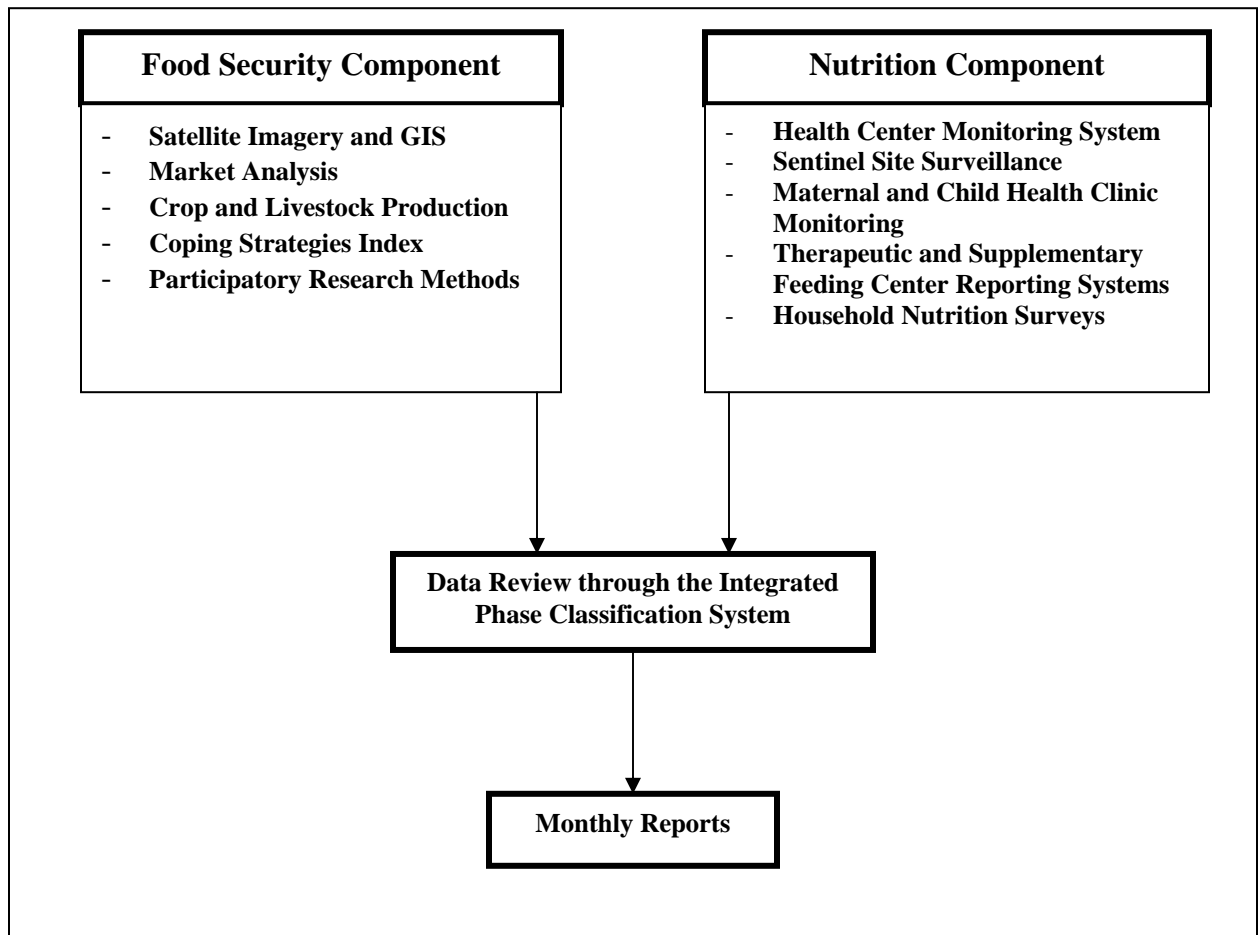 Food Security Component
- Satellite Imagery and GIS
- Market Analysis
- Crop and Livestock Production
- Coping Strategies Index
- Participatory Research Methods
Nutrition Component
- Health Center Monitoring System
- Sentinel Site Surveillance
- Maternal and Child Health Clinic
Monitoring
- Therapeutic and Supplementary
Feeding Center Reporting Systems
- Household Nutrition Surveys
Data Review through the Integrated
Phase Classification System
Monthly Reports